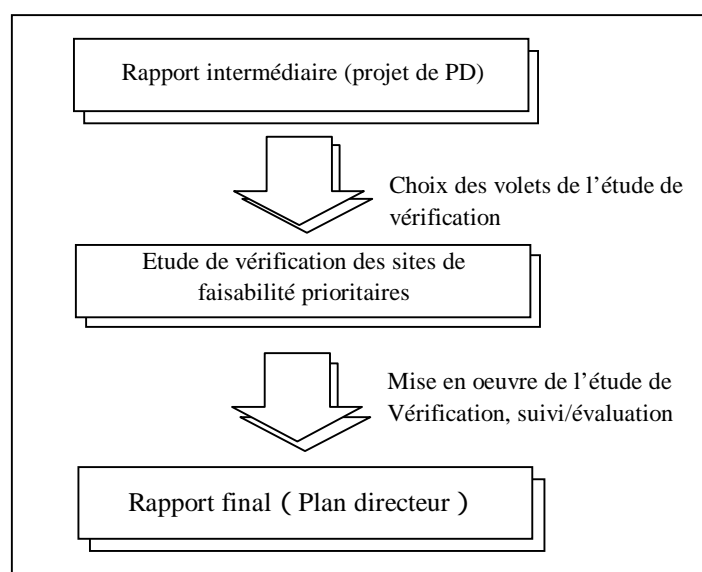 Rapport intermédiaire (projet de PD)
Choix des volets de l’étude de
vérification
Etude de vérification des sites de
faisabilité prioritaires
Mise en oeuvre de l’étude de
Vérification, suivi/évaluation
Rapport final ( Plan directeur )